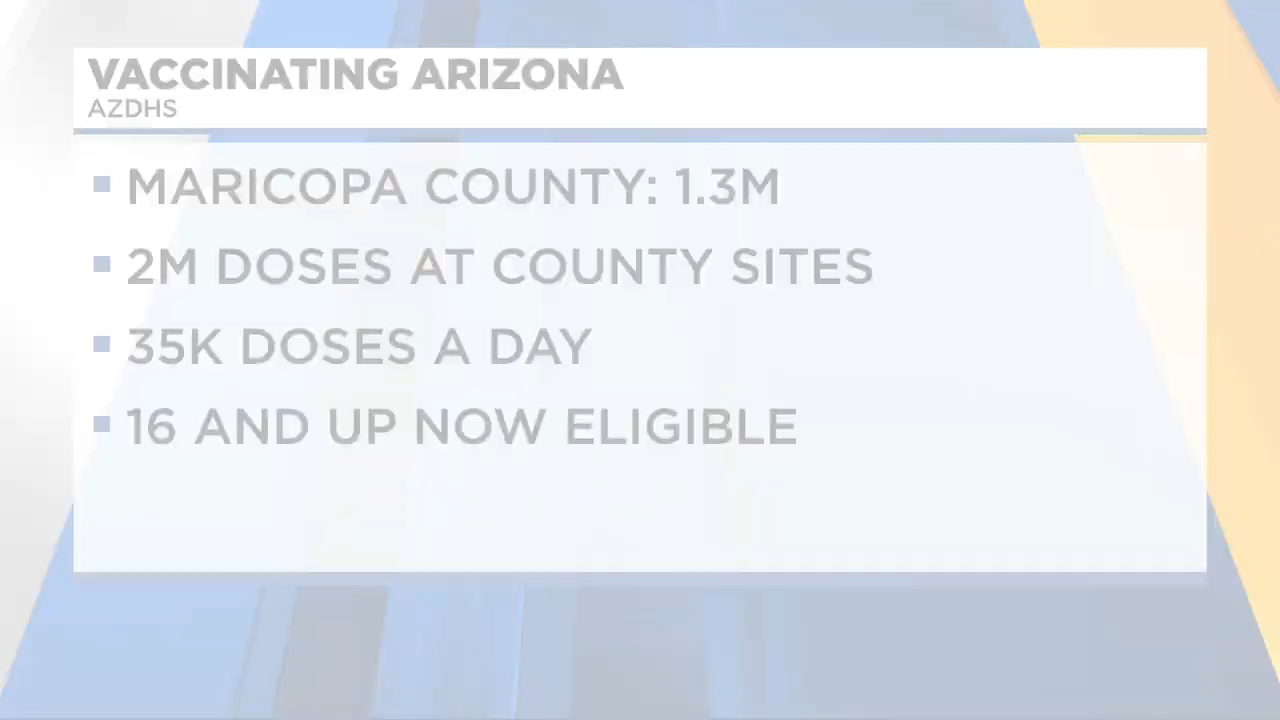 VACCINATING ARIZONA
AZDHS
MARICOPA COUNTY: 1.3M
2M DOSES AT COUNTY SITES
35K DOSES A DAY
16 AND UP NOW ELIGIBLE